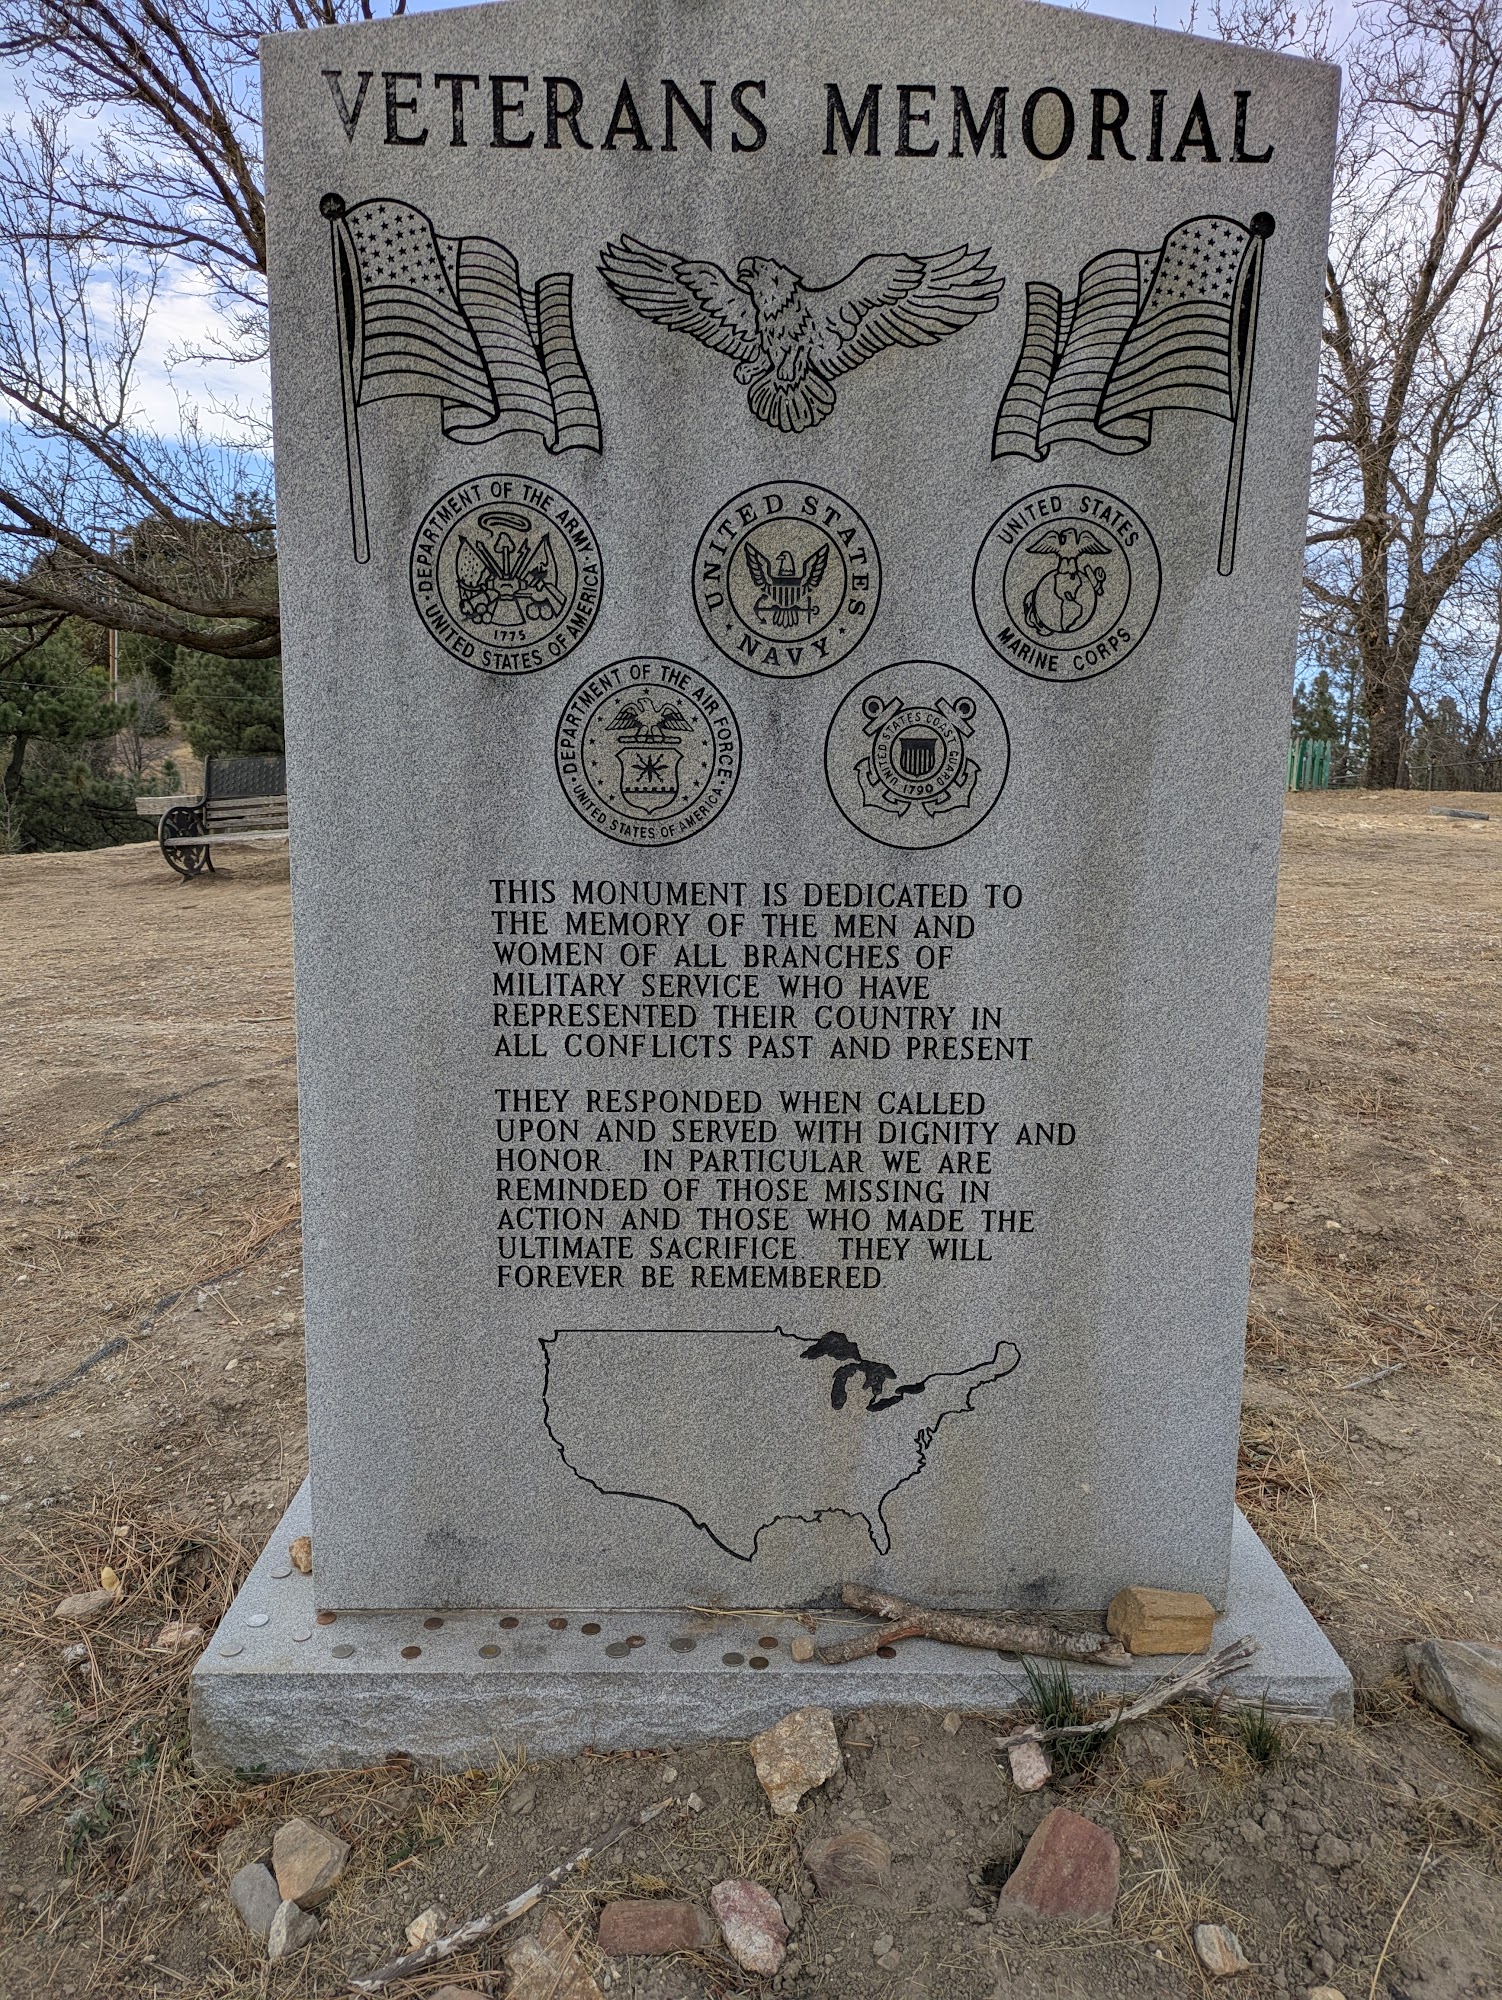 VETERANS MEMORIAL
DEPARTMENT OF THE ARMY
1775
UNITED STATES OF AMERICA
UNITED STATES
NAVY
UNITED STATES
MARINE CORPS
DEPARTMENT OF THE AIR FORCE
UNITED STATES OF AMERICA
UNITED STATES COAST GUARD
1790
THIS MONUMENT IS DEDICATED TO
THE MEMORY OF THE MEN AND
WOMEN OF ALL BRANCHES OF
MILITARY SERVICE WHO HAVE
REPRESENTED THEIR COUNTRY IN
ALL CONFLICTS PAST AND PRESENT
THEY RESPONDED WHEN CALLED
UPON AND SERVED WITH DIGNITY AND
HONOR. IN PARTICULAR WE ARE
REMINDED OF THOSE MISSING IN
ACTION AND THOSE WHO MADE THE
ULTIMATE SACRIFICE. THEY WILL
FOREVER BE REMEMBERED.